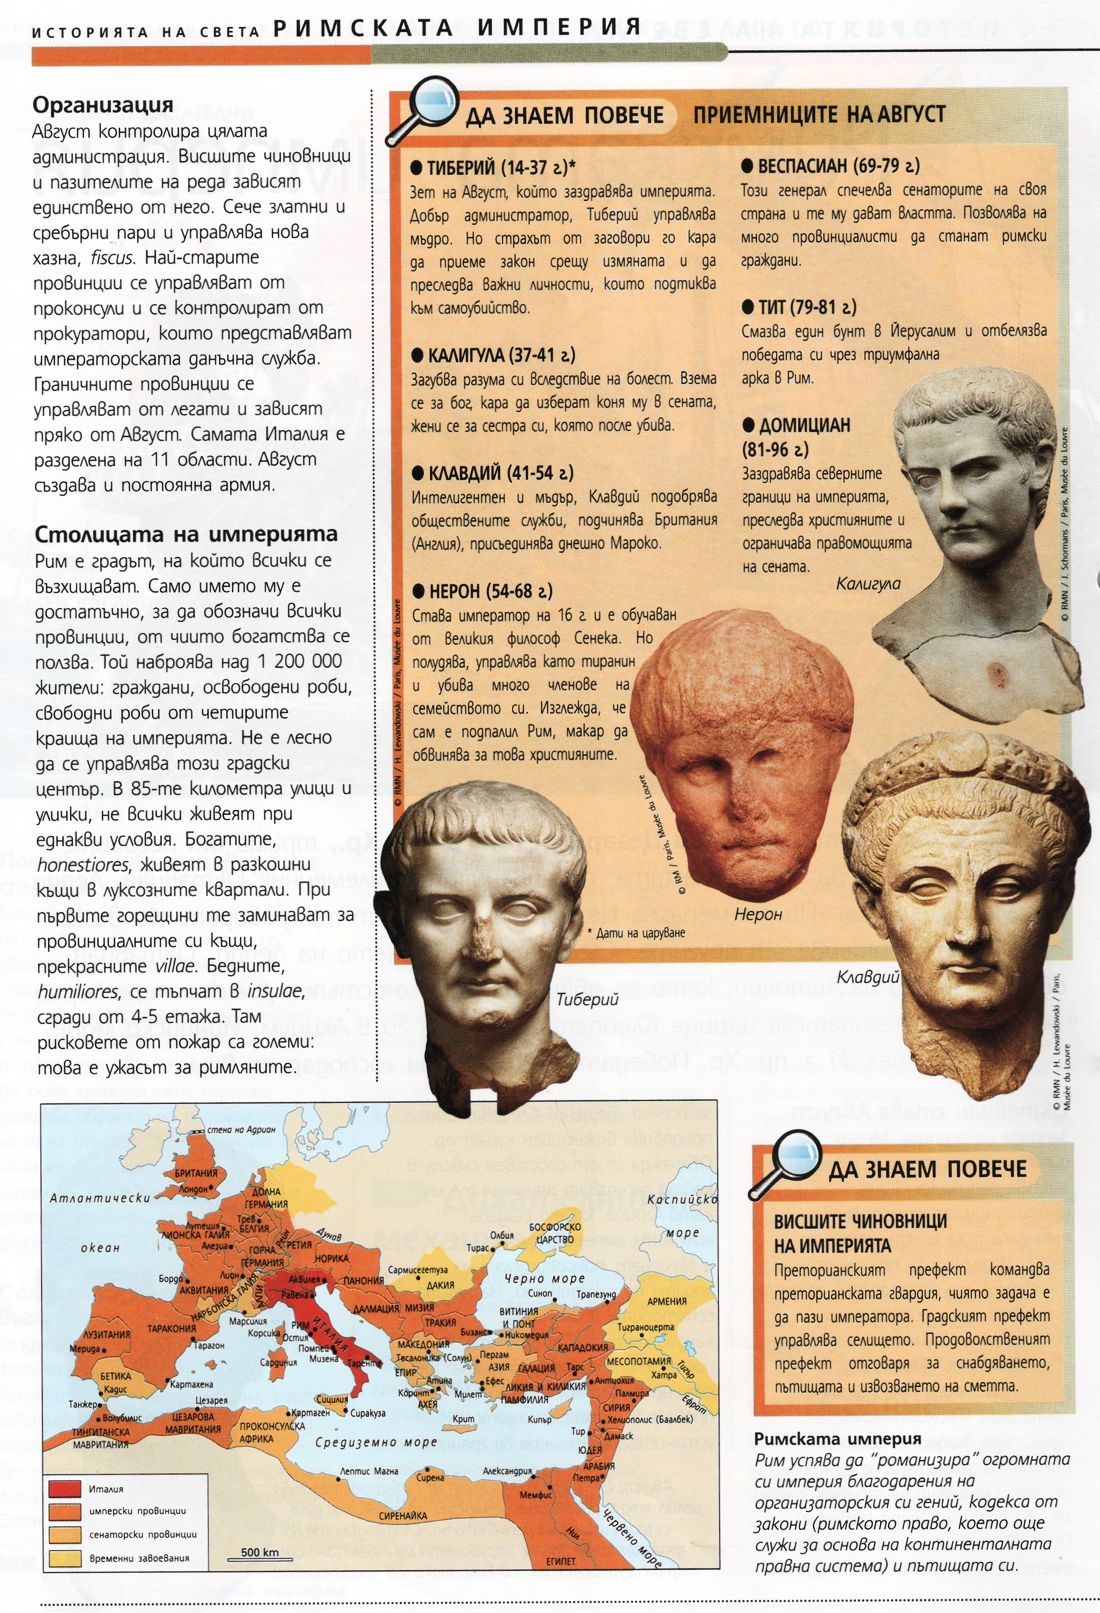 ИСТОРИЯТА НА СВЕТА РИМСКАТА ИМПЕРИЯ
Организация
Август контролира цялата
администрация. Висшите чиновници
и пазителите на реда зависят
единствено от него. Сече златни и
сребърни пари и управлява нова
хазна, fiscus. Най-старите
провинции се управляват от
проконсули и се контролират от
прокуратори, които представляват
императорската данъчна служба.
Граничните провинции се
управляват от легати и зависят
пряко от Август. Самата Италия е
разделена на 11 области. Август
създава и постоянна армия.
Столицата на империята
Рим е градът, на който всички се
възхищават. Само името му е
достатъчно, за да обозначи всички
провинции, от чиито богатства се
ползва. Той наброява над 1 200 000
жители: граждани, освободени роби,
свободни роби от четирите
краища на империята. Не е лесно
да се управлява този градски
център. В 85-те километра улици и
улички, не всички живеят при
еднакви условия. Богатите,
honestiores, живеят в разкошни
къщи в луксозните квартали. При
първите горещини те заминават за
провинциалните си къщи,
прекрасните villae. Бедните,
humiliores, се тъпчат в insulae,
сгради от 4-5 етажа. Там
рисковете от пожар са големи:
това е ужасът за римляните.
ДА ЗНАЕМ ПОВЕЧЕ ПРИЕМНИЦИТЕ НА АВГУСТ
● ТИБЕРИЙ (14-37 г.)*
Зет на Август, който заздравява империята.
Добър администратор, Тиберий управлява
мъдро. Но страхът от заговори го кара
да приеме закон срещу измяната и да
преследва важни личности, които подтиква
към самоубийство.
● КАЛИГУЛА (37-41 г.)
Загубва разума си вследствие на болест. Взема
се за бог, кара да изберат коня му в сената,
жени се за сестра си, която после убива.
● КЛАВДИЙ (41-54 г.)
Интелигентен и мъдър, Клавдий подобрява
обществените служби, подчинява Британия
(Англия), присъединява днешно Мароко.
● НЕРОН (54-68 г.)
Става император на 16 г. и е обучаван
от великия философ Сенека. Но
полудява, управлява като тиранин
и убива много членове на
семейството си. Изглежда, че
сам е подпалил Рим, макар да
обвинява за това християните.
● ВЕСПАСИАН (69-79 г.)
Този генерал спечелва сенаторите на своя
страна и те му дават властта. Позволява на
много провинциалисти да станат римски
граждани.
● ТИТ (79-81 г.)
Смазва един бунт в Йерусалим и отбелязва
победата си чрез триумфална
арка в Рим.
● ДОМИЦИАН
(81-96 г.)
Заздравява северните
граници на империята,
преследва християните и
ограничава правомощията
на сената.
Калигула
© RMN / J. Schormans / Paris, Musée du Louvre
© RMN / H. Lewandowski / Paris, Musée du Louvre
© RM / Paris, Musée du Louvre
Нерон
* Дати на царуване
Тиберий
Клавдий
© RMN / H. Lewandowski / Paris,
Musée du Louvre
стена на Адриан
БРИТАНИЯ
Лондон
Атлантически
океан
ДОЛНА
ГЕРМАНИЯ
Лутеция
Трев
БЕЛГИЯ
ЛИОНСКА ГАЛИЯ
Алезиа
ГОРНА
ГЕРМАНИЯ
Рейн
РЕТИЯ
Дунав
НОРИКА
Бордо
Лион
АКВИТАНИЯ
НАРБОНСКА ГАЛИЯ
АЛПИ
Аквилея
Равена
ПАНОНИЯ
Сармисегетуза
ДАКИЯ
Тирас
Олбия
БОСФОРСКО
ЦАРСТВО
Каспийско
море
Черно море
Синоп
Трапезунд
АРМЕНИЯ
Тиграноцерта
МЕСОПОТАМИЯ
Хатра
Тигър
Ефрат
ДАЛМАЦИЯ
МИЗИЯ
ТРАКИЯ
Бизанс
ВИТИНИЯ
И ПОНТ
Никомедия
КАПАДОКИЯ
ЛУЗИТАНИЯ
Мерида
ТАРАКОНИЯ
Тарагон
Марсилия
Корсика
РИМ
Остия
ИТАЛИЯ
Помпей
Мизена
Таренто
Сардиния
МАКЕДОНИЯ
Тесалоника (Солун)
ЕПИР
Атина
Коринт
АХЕЯ
Пергам
АЗИЯ
Ефес
Милет
ГАЛАЦИЯ
Тарс
ЛИКИЯ И КИЛИКИЯ
ПАМФИЛИЯ
Антиохия
Палмира
СИРИЯ
Хелиополис (Баалбек)
Дамаск
Тир
ЮДЕЯ
АРАБИЯ
Петра
БЕТИКА
Кадис
Картахена
Танжер
Волубилис
ТИНГИТАНСКА
МАВРИТАНИЯ
Цезарея
ЦЕЗАРОВА
МАВРИТАНИЯ
Картаген
ПРОКОНСУЛСКА
АФРИКА
Сицилия
Сиракуза
Средиземно море
Крит
Кипър
Лептис Магна
Сирена
СИРЕНАЙКА
Александрия
Мемфис
Нил
ЕГИПЕТ
Червено море
Италия
имперски провинции
сенаторски провинции
временни завоевания
500 km
ДА ЗНАЕМ ПОВЕЧЕ
ВИСШИТЕ ЧИНОВНИЦИ
НА ИМПЕРИЯТА
Преторианският префект командва
преторианската гвардия, чиято задача е
да пази императора. Градският префект
управлява селището. Продоволственият
префект отговаря за снабдяването,
пътищата и извозването на сметта.
Римската империя
Рим успява да "романизира" огромната
си империя благодарения на
организаторския си гений, кодекса от
закони (римското право, което още
служи за основа на континенталната
правна система) и пътищата си.